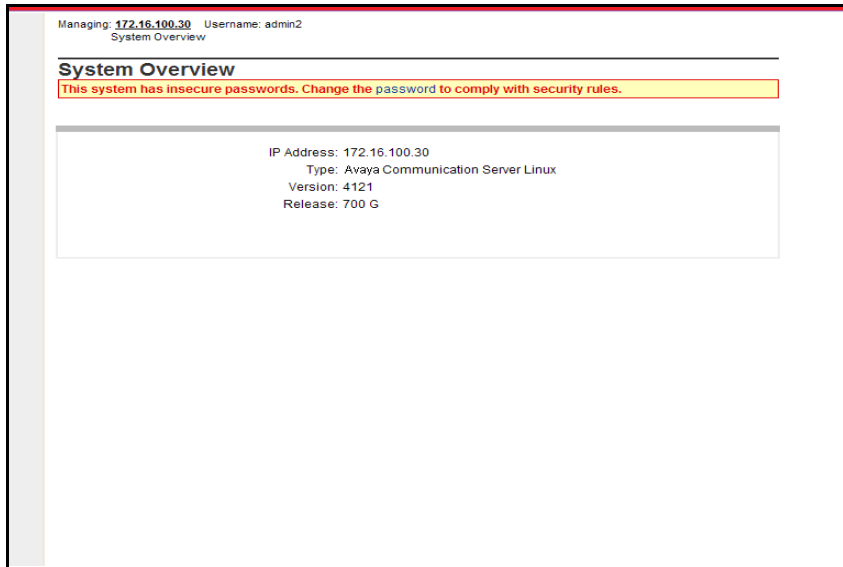 Managing: 172.16.100.30 Username: admin2
System Overview
System Overview
This system has insecure passwords. Change the password to comply with security rules.
IP Address: 172.16.100.30
Type: Avaya Communication Server Linux
Version: 4121
Release: 700 G